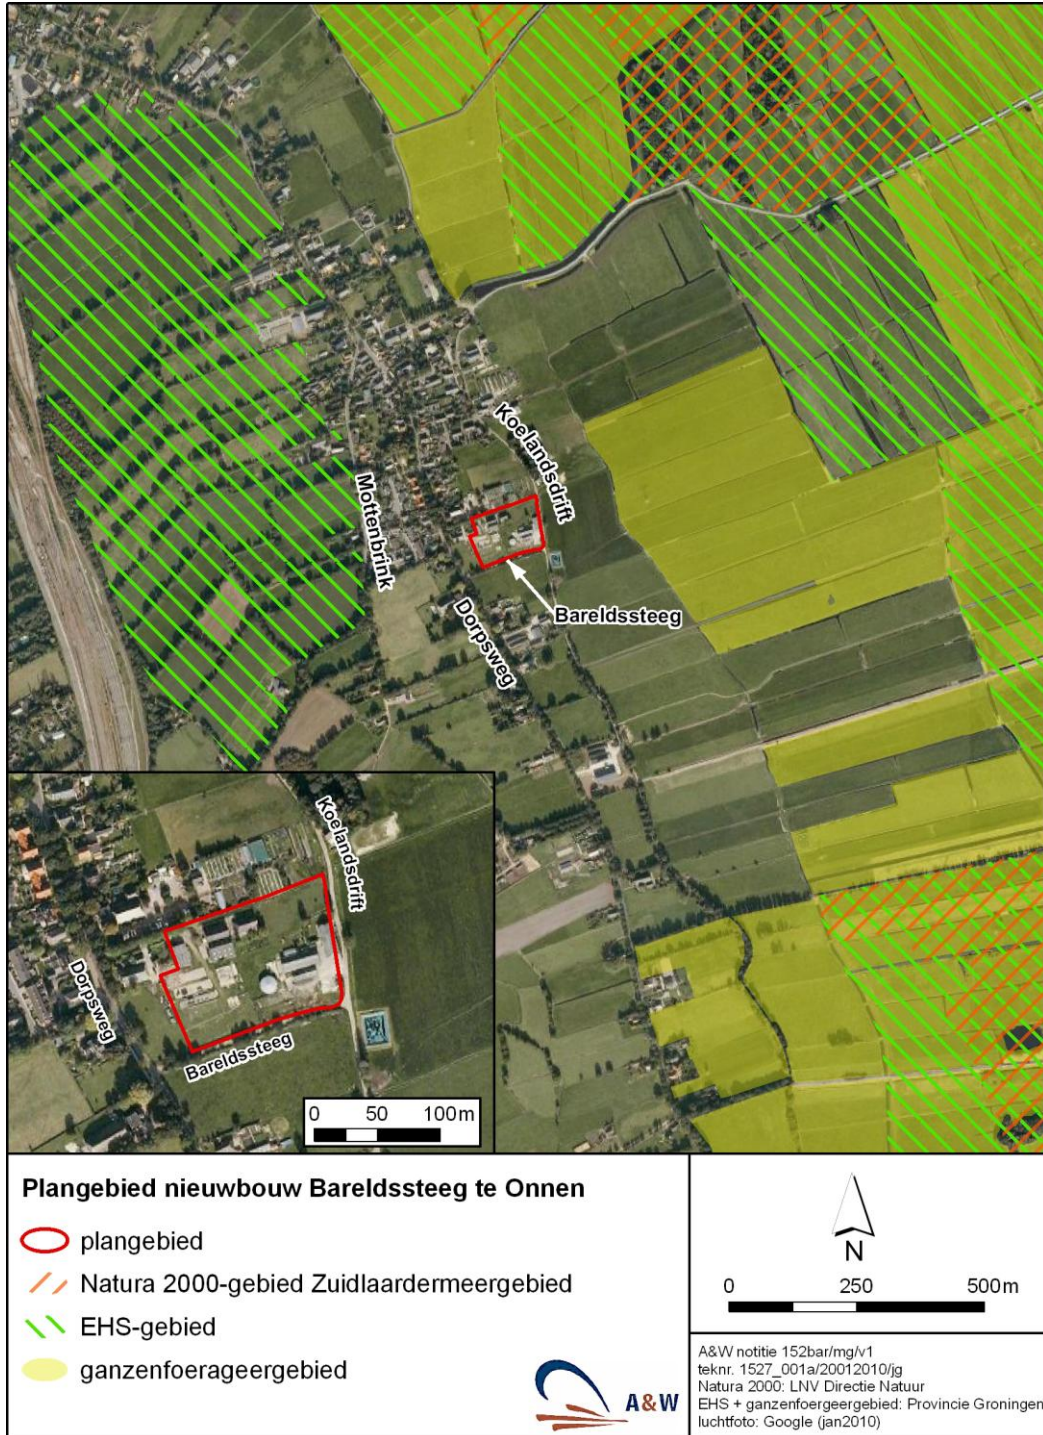 Koelandsdrift
Mottenbrink
Bareldssteeg
Dorpsweg
Koelandsdrift
Dorpsweg
Bareldssteeg
0 50 100m
Plangebied nieuwbouw Bareldssteeg te Onnen
plangebied
Natura 2000-gebied Zuidlaardermeergebied
EHS-gebied
ganzenfoerageergebied
A&W
N
0 250 500m
A&W notitie 152bar/mg/v1
teknr. 1527_001a/20012010/jg
Natura 2000: LNV Directie Natuur
EHS + ganzenfoergeergebied: Provincie Groningen
luchtfoto: Google (jan2010)